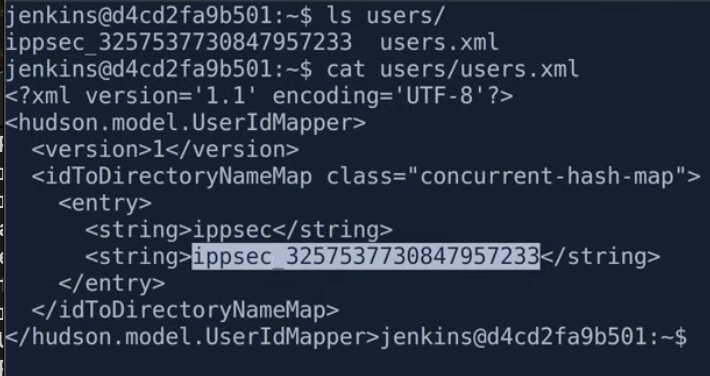 jenkins@d4cd2fa9b501:~$ ls users/
ippsec_3257537730847957233  users.xml
jenkins@d4cd2fa9b501:~$ cat users/users.xml
<?xml version='1.1' encoding='UTF-8'?>
<hudson.model.UserIdMapper>
  <version>1</version>
  <idToDirectoryNameMap class="concurrent-hash-map">
    <entry>
      <string>ippsec</string>
      <string>ippsec_3257537730847957233</string>
    </entry>
  </idToDirectoryNameMap>
</hudson.model.UserIdMapper>jenkins@d4cd2fa9b501:~$